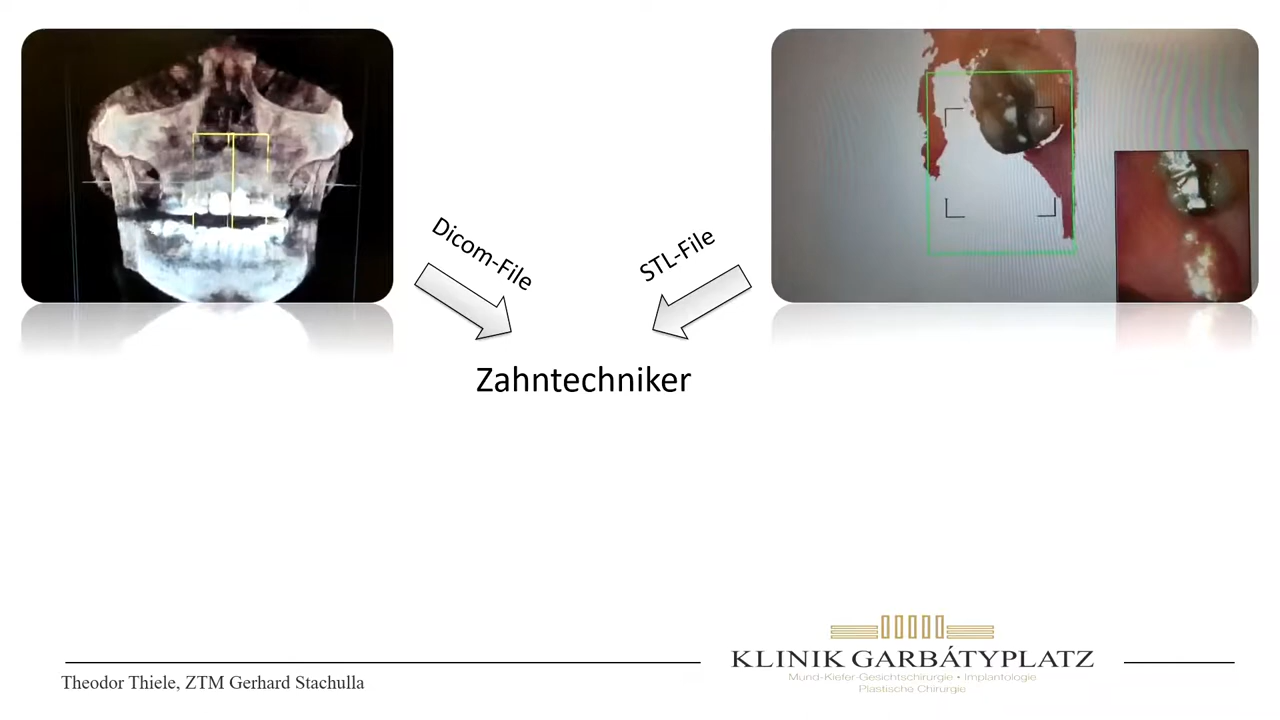 Dicom-File
STL-File
Zahntechniker
KLINIK GARBÁTYPLATZ
Mund-Kiefer-Gesichtschirurgie • Implantologie
Plastische Chirurgie
Theodor Thiele, ZTM Gerhard Stachulla